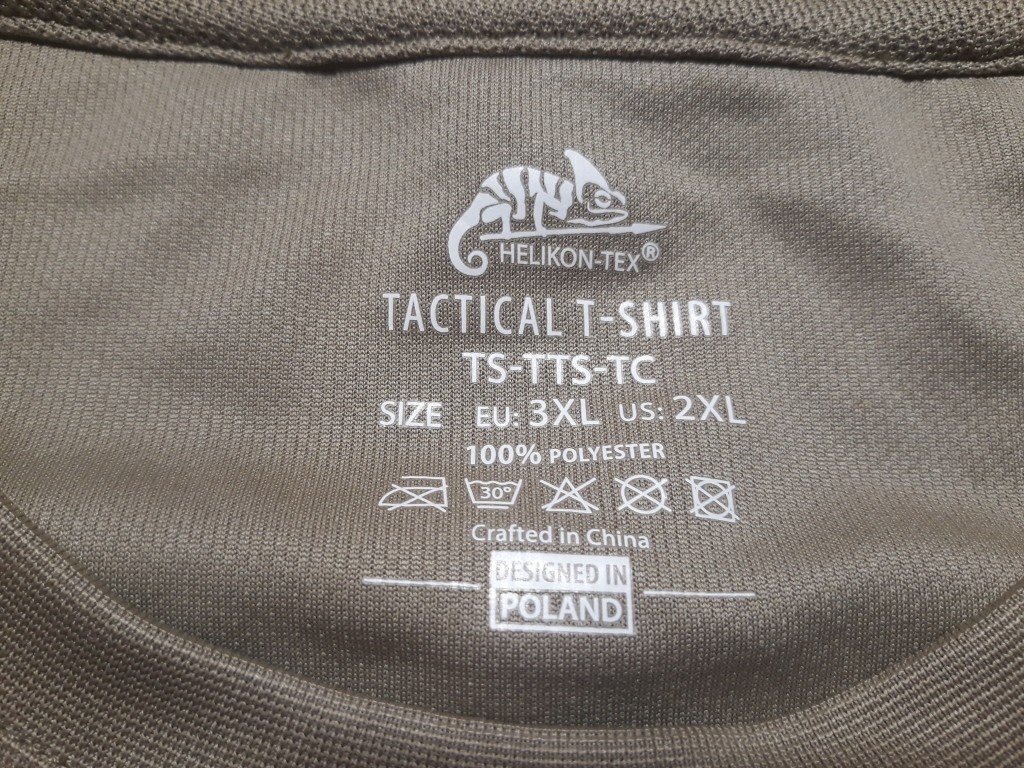 HELIKON-TEX®
TACTICAL T-SHIRT
TS-TTS-TC
SIZE EU: 3XL US: 2XL
100% POLYESTER
30°
Crafted in China
DESIGNED IN
POLAND